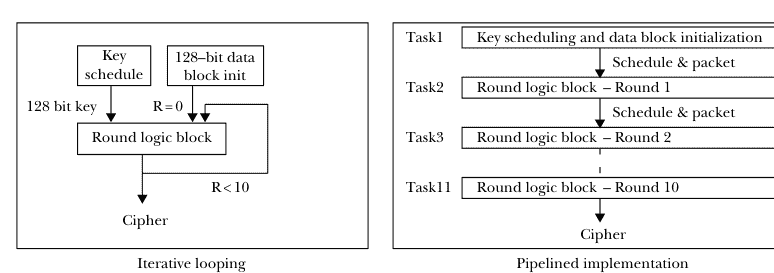 Key
schedule
128–bit data
block init
128 bit key
R=0
Round logic block
R<10
Cipher
Iterative looping
Task1
Key scheduling and data block initialization
Schedule & packet
Task2
Round logic block – Round 1
Schedule & packet
Task3
Round logic block – Round 2
Task11
Round logic block – Round 10
Cipher
Pipelined implementation